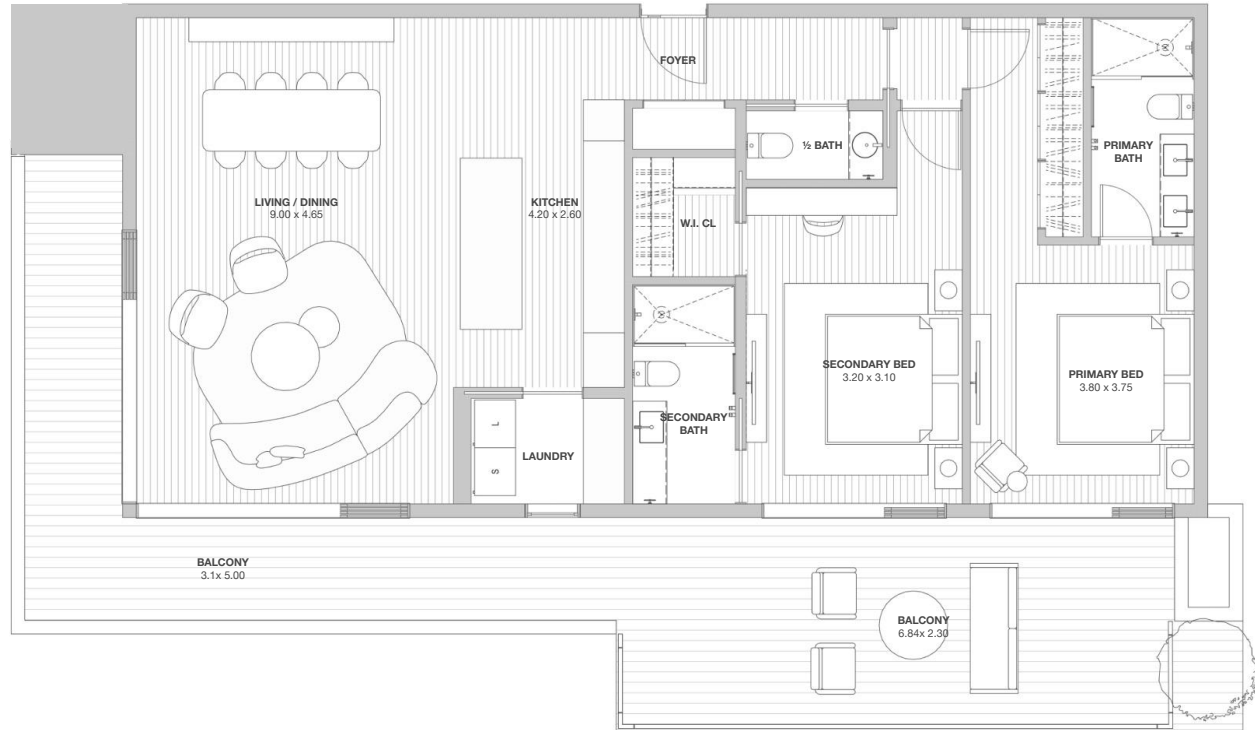 FOYER
½ BATH
PRIMARY
BATH
LIVING / DINING
9.00 x 4.65
KITCHEN
4.20 x 2.60
W.I. CL
SECONDARY BED
3.20 x 3.10
PRIMARY BED
3.80 x 3.75
SECONDARY
BATH
L
S
LAUNDRY
BALCONY
3.1x 5.00
BALCONY
6.84x 2.30